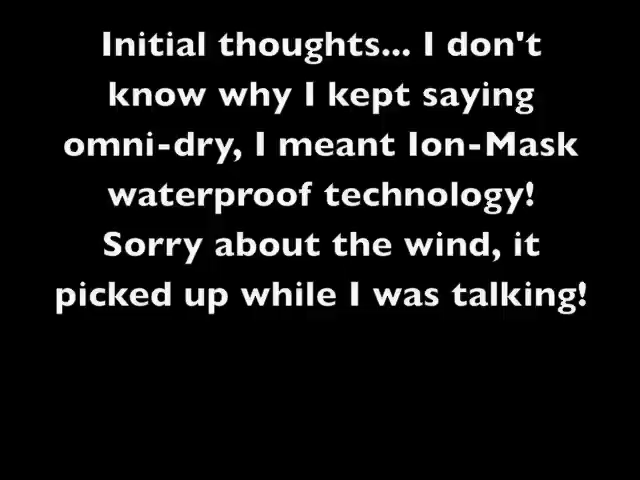 Initial thoughts... I don't
know why I kept saying
omni-dry, I meant Ion-Mask
waterproof technology!
Sorry about the wind, it
picked up while I was talking!